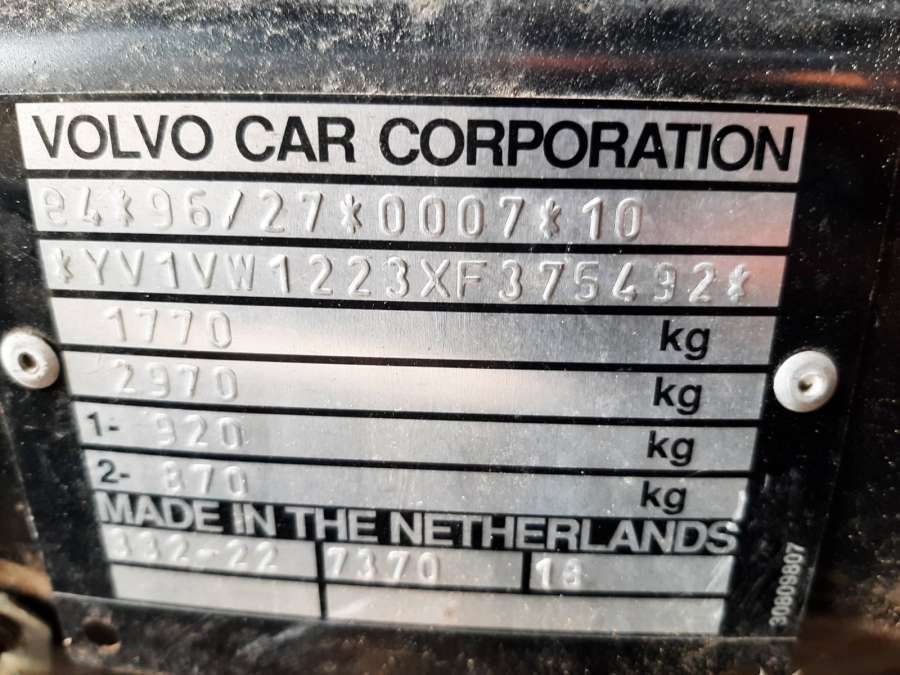 VOLVO CAR CORPORATION
e4*96/27*0007*10
*YV1VW1223XF375492*
1770 kg
2970 kg
1- 920 kg
2- 870 kg
MADE IN THE NETHERLANDS
332-22 7370 18
30809807